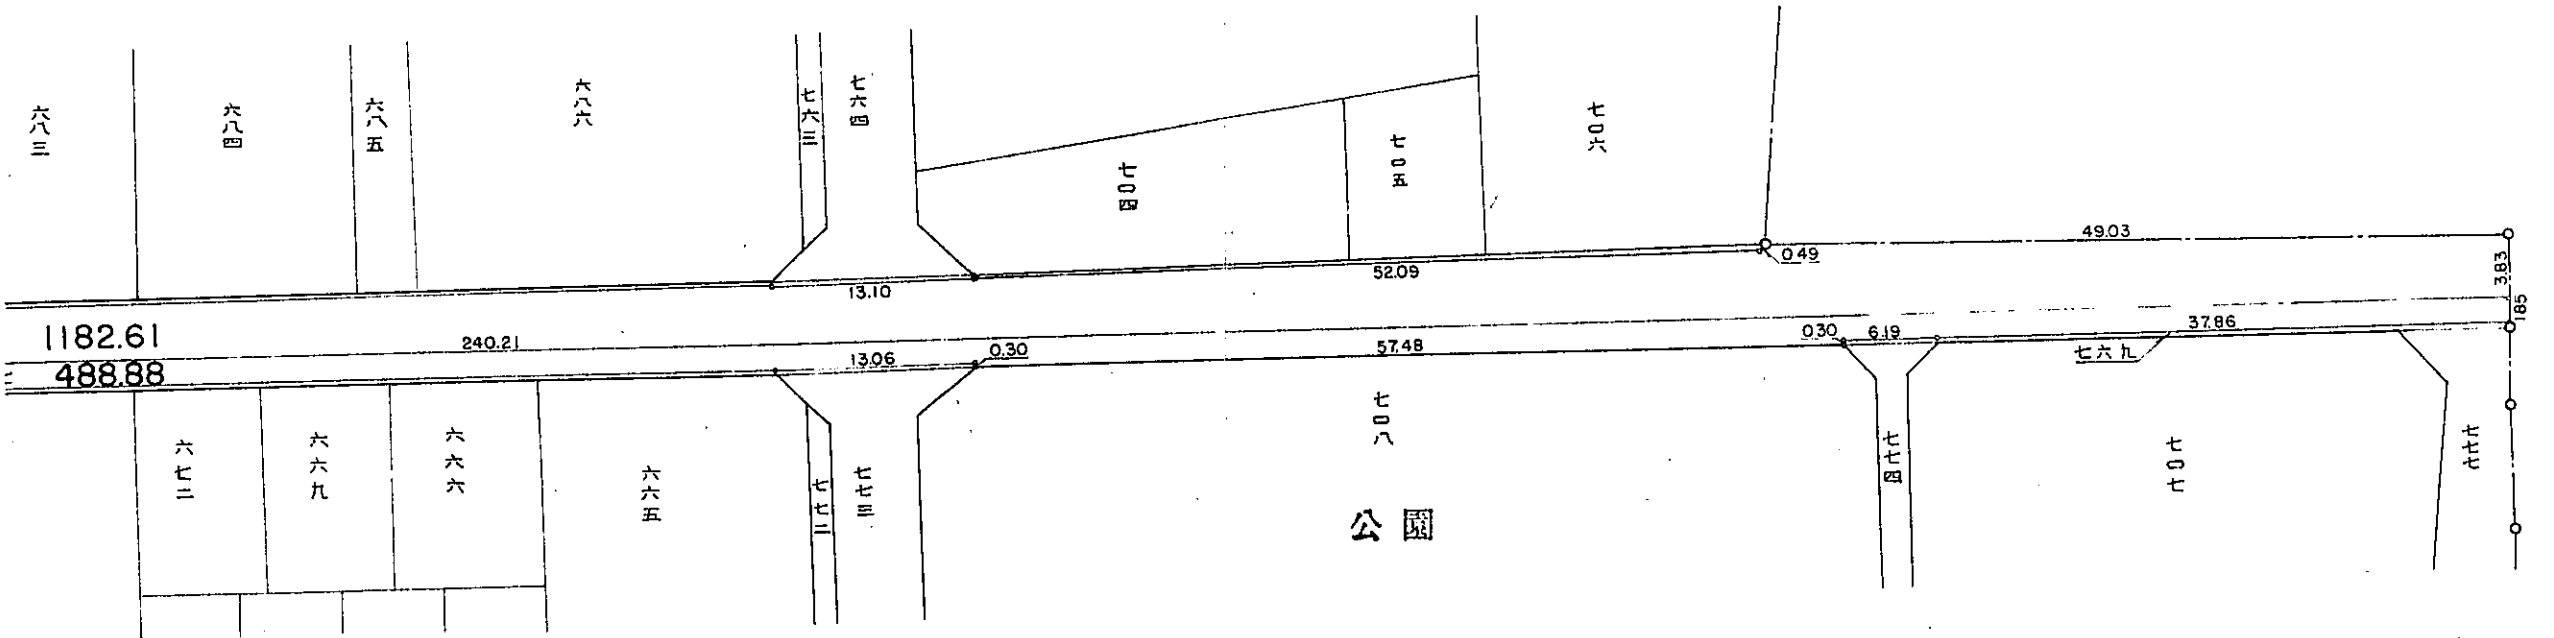 六八三
六八四
六八五
六八六
七六三
七六四
七〇四
七〇五
七〇六
49.03
0.49
3.83
1.85
52.09
13.10
1182.61
240.21
488.88
13.06
0.30
57.48
0.30
6.19
37.86
七六九
六七二
六六九
六六六
六六五
七七二
七七三
七〇八
公園
七七四
七〇七
七七七